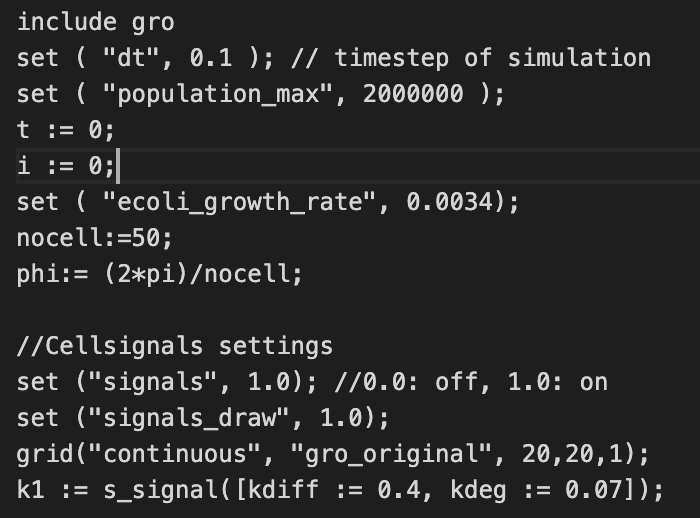 include gro
set ( "dt", 0.1 ); // timestep of simulation
set ( "population_max", 2000000 );
t := 0;
i := 0;
set ( "ecoli_growth_rate", 0.0034);
nocell:=50;
phi:= (2*pi)/nocell;
//Cellsignals settings
set ("signals", 1.0); //0.0: off, 1.0: on
set ("signals_draw", 1.0);
grid("continuous", "gro_original", 20,20,1);
k1 := s_signal([kdiff := 0.4, kdeg := 0.07]);